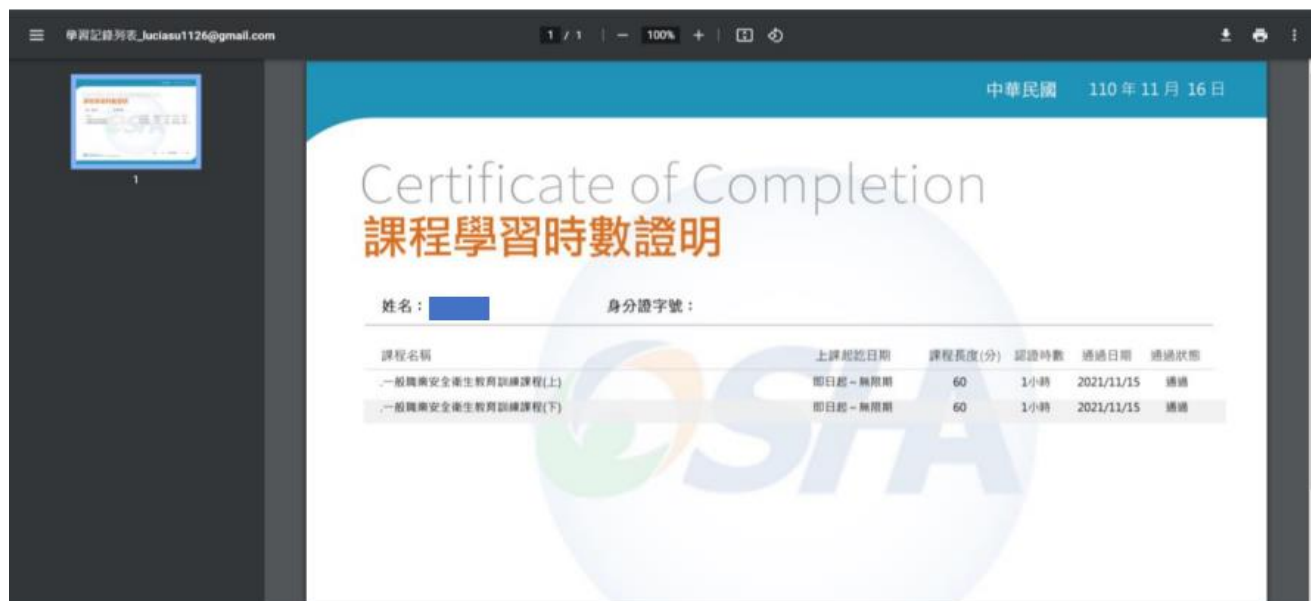 學習記錄列表_luciasu1126@gmail.com
1 / 1 | − 100% + |
1
中華民國 110 年 11 月 16 日
Certificate of Completion
課程學習時數證明
姓名： 身分證字號：
課程名稱 上課起訖日期 課程長度(分) 認證時數 通過日期 通過狀態
.一般職業安全衛生教育訓練課程(上) 即日起 ~ 無限期 60 1小時 2021/11/15 通過
.一般職業安全衛生教育訓練課程(下) 即日起 ~ 無限期 60 1小時 2021/11/15 通過
OSHA